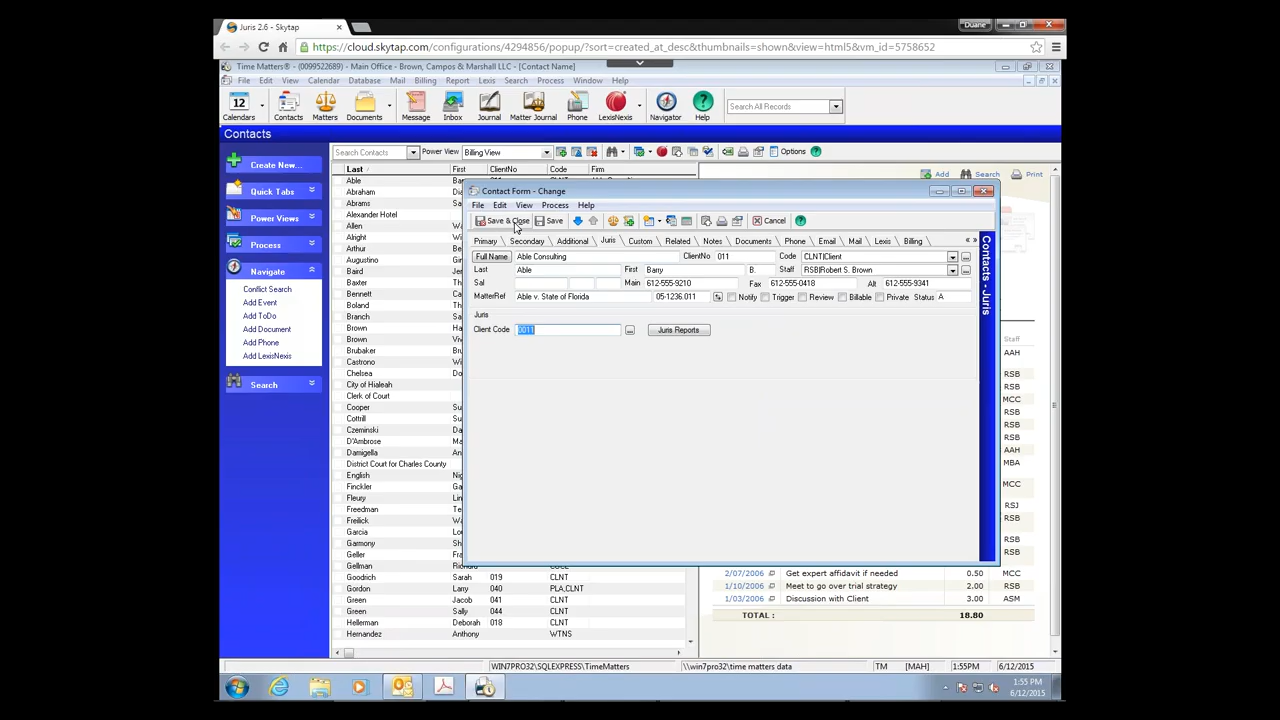 Juris 2.6 - Skytap
Duane
https://cloud.skytap.com/configurations/4294856/popup/?sort=created_at_desc&thumbnails=shown&view=html5&vm_id=5758652
Time Matters® - (0099522689) - Main Office - Brown, Campos & Marshall LLC - [Contact Name]
File Edit View Calendar Database Mail Billing Report Lexis Search Process Window Help
12
Calendars Contacts Matters Documents Message Inbox Journal Matter Journal Phone LexisNexis Navigator Help Search All Records
Contacts
Create New...
Quick Tabs
Power Views
Process
Navigate
Conflict Search
Add Event
Add ToDo
Add Document
Add Phone
Add LexisNexis
Search
Search Contacts Power View Billing View Options
Last / First ClientNo Code Firm
Able
Abraham
Abrams
Alexander Hotel
Allen
Alright
Arthur
Augustino
Baird
Baxter
Bennett
Boland
Brown
Brown
Brubaker
Castrono
Chelsea
City of Hialeah
Clerk of Court
Cooper
Cottrill
Czeminski
D'Ambrose
Damigella
District Court for Charles County
English
Finckler
Fleury
Freedman
Freilick
Garcia
Garmony
Geller
Gellman
Goodrich Sarah 019 CLNT
Gordon Larry 040 PLA,CLNT
Green Jacob 041 CLNT
Green Sally 044 CLNT
Hellerman Deborah 018 CLNT
Hernandez Anthony WTNS
Add Search Print
Contact Form - Change
File Edit View Process Help
Save & Close Save Cancel
Primary Secondary Additional Juris Custom Related Notes Documents Phone Email Mail Lexis Billing
Full Name Able Consulting ClientNo 011 Code CLNT|Client
Last Able First Barry B. Staff RSB|Robert S. Brown
Sal Main 612-555-9210 Fax 612-555-0418 Alt 612-555-9341
MatterRef Able v. State of Florida 05-1236.011 Notify Trigger Review Billable Private Status A
Juris
Client Code 0011 ... Juris Reports
Contacts - Juris
Staff
AAH
RSB
RSB
MCC
RSB
RSB
RSB
AAH
MBA
MCC
RSJ
RSB
RSB
RSB
2/07/2006 Get expert affidavit if needed 0.50 MCC
1/10/2006 Meet to go over trial strategy 2.00 RSB
1/03/2006 Discussion with Client 3.00 ASM
TOTAL : 18.80
WIN7PRO32\SQLEXPRESS\TimeMatters \\win7pro32\time matters data TM [MAH] 1:55PM 6/12/2015
1:55 PM
6/12/2015